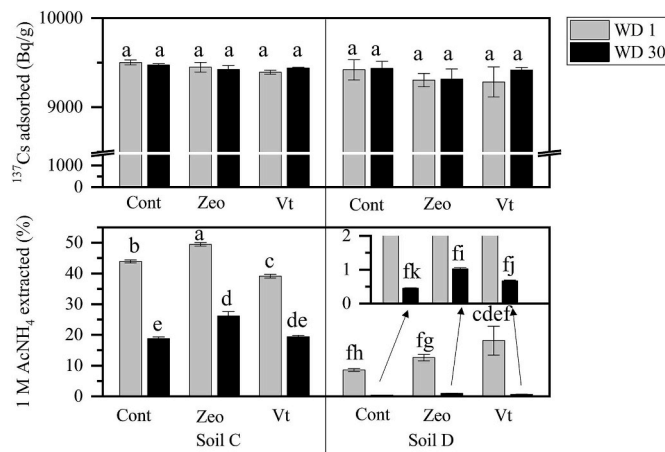 10000
WD 1
WD 30
a a a a a a
a a a a a a
¹³⁷Cs adsorbed (Bq/g)
9000
1000
0
Cont Zeo Vt
Cont Zeo Vt
1 M AcNH₄ extracted (%)
50
40
30
20
10
0
b
e
a
d
c
de
2
1
0
fk
fi
fj
fh
fg
cdef
Cont Zeo Vt
Cont Zeo Vt
Soil C
Soil D